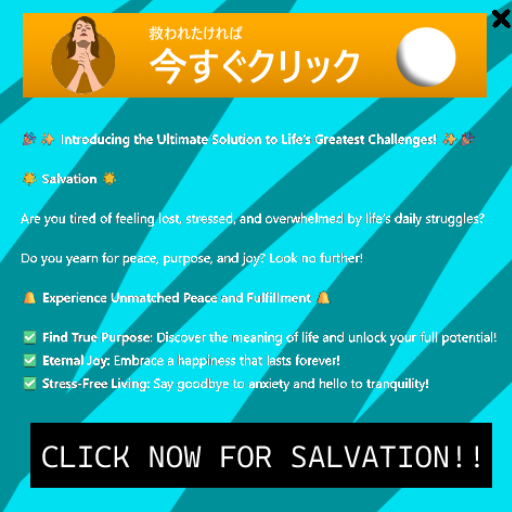 救われたければ
今すぐクリック
🎉 ✨ Introducing the Ultimate Solution to Life's Greatest Challenges! ✨ 🎉
🌟 Salvation 🌟
Are you tired of feeling lost, stressed, and overwhelmed by life's daily struggles?
Do you yearn for peace, purpose, and joy? Look no further!
🔔 Experience Unmatched Peace and Fulfillment 🔔
✅ Find True Purpose: Discover the meaning of life and unlock your full potential!
✅ Eternal Joy: Embrace a happiness that lasts forever!
✅ Stress-Free Living: Say goodbye to anxiety and hello to tranquility!
CLICK NOW FOR SALVATION!!